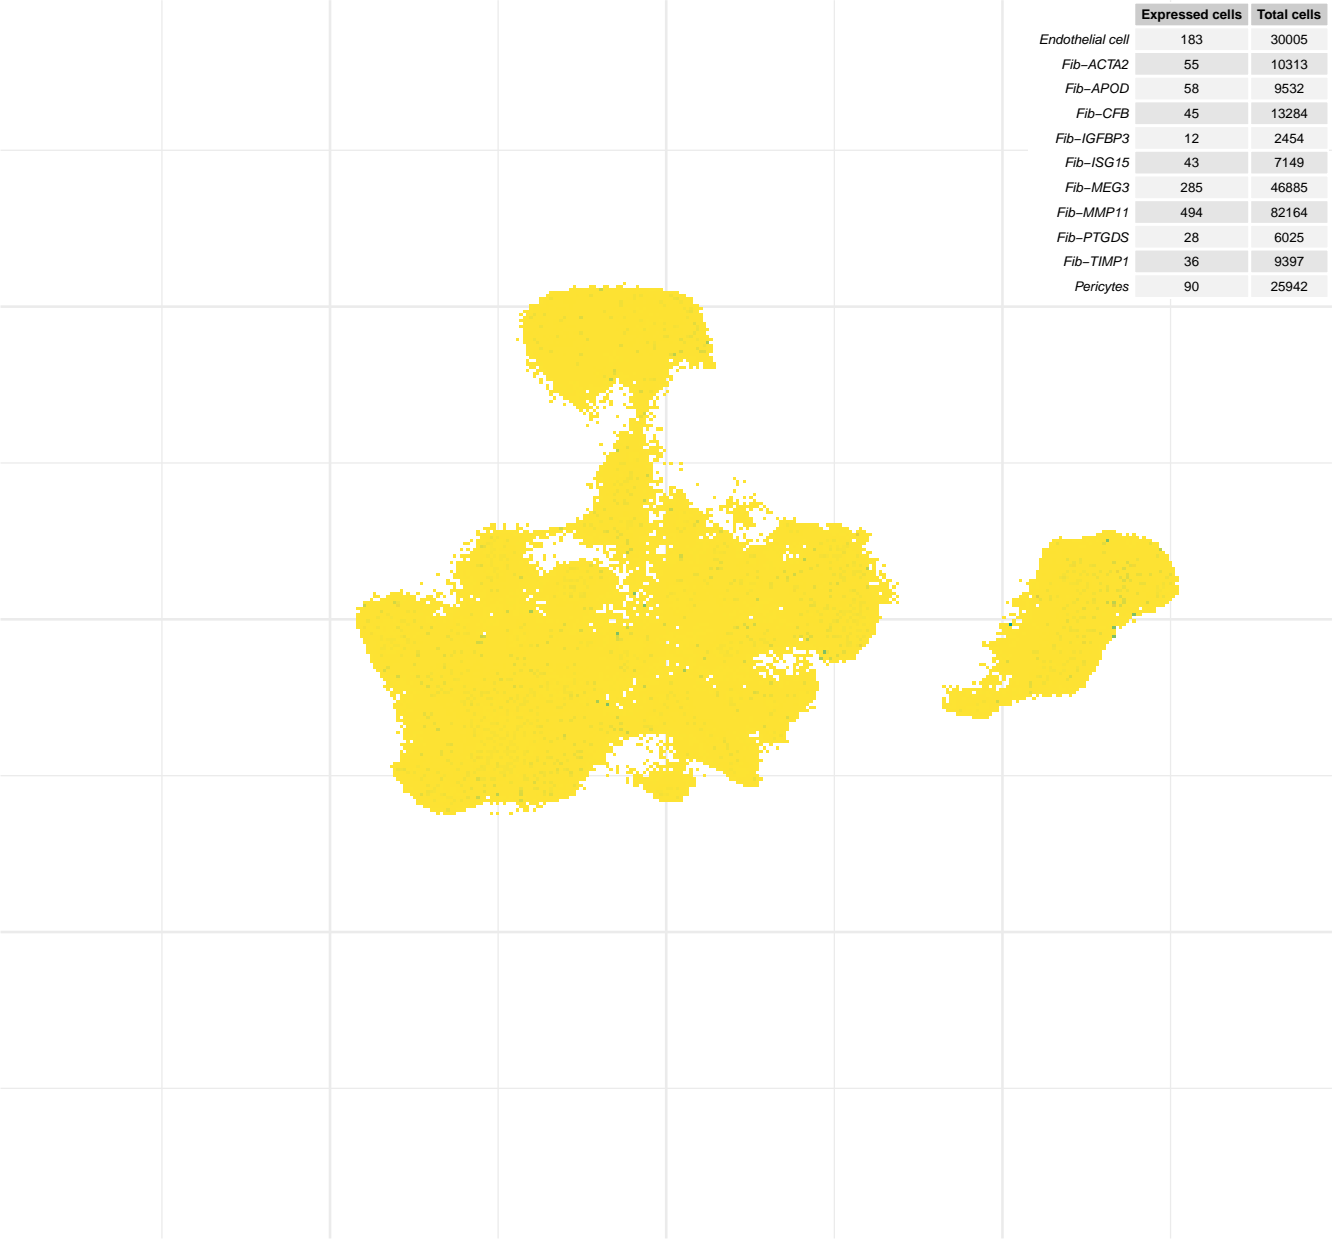 Expressed cells Total cells
Endothelial cell 183 30005
Fib−ACTA2 55 10313
Fib−APOD 58 9532
Fib−CFB 45 13284
Fib−IGFBP3 12 2454
Fib−ISG15 43 7149
Fib−MEG3 285 46885
Fib−MMP11 494 82164
Fib−PTGDS 28 6025
Fib−TIMP1 36 9397
Pericytes 90 25942